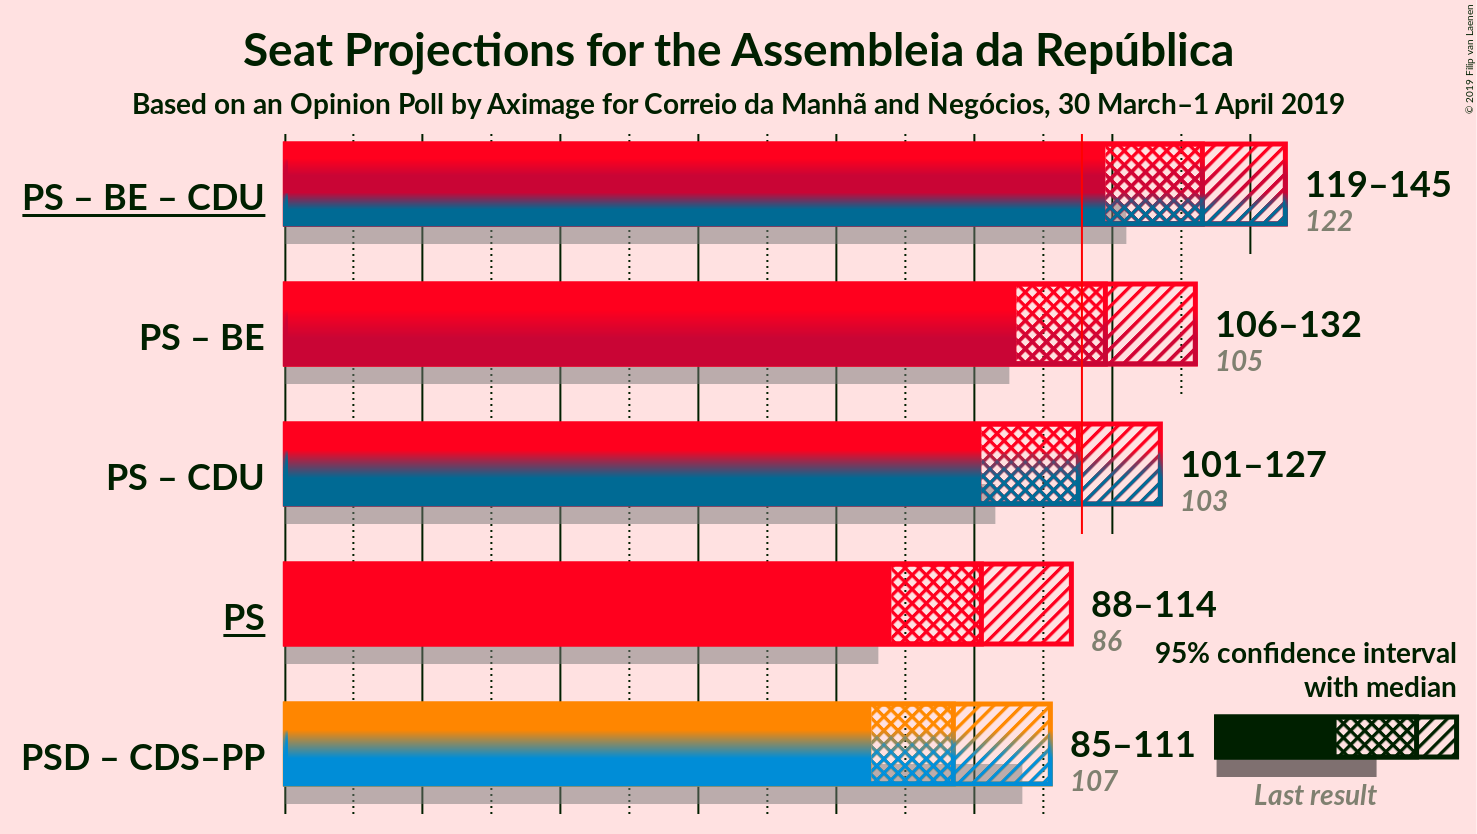 Seat Projections for the Assembleia da República
Based on an Opinion Poll by Aximage for Correio da Manhã and Negócios, 30 March–1 April 2019
© 2019 Filip van Laenen
PS – BE – CDU
119–145
122
PS – BE
106–132
105
PS – CDU
101–127
103
PS
88–114
86
PSD – CDS–PP
85–111
107
95% confidence interval
with median
Last result